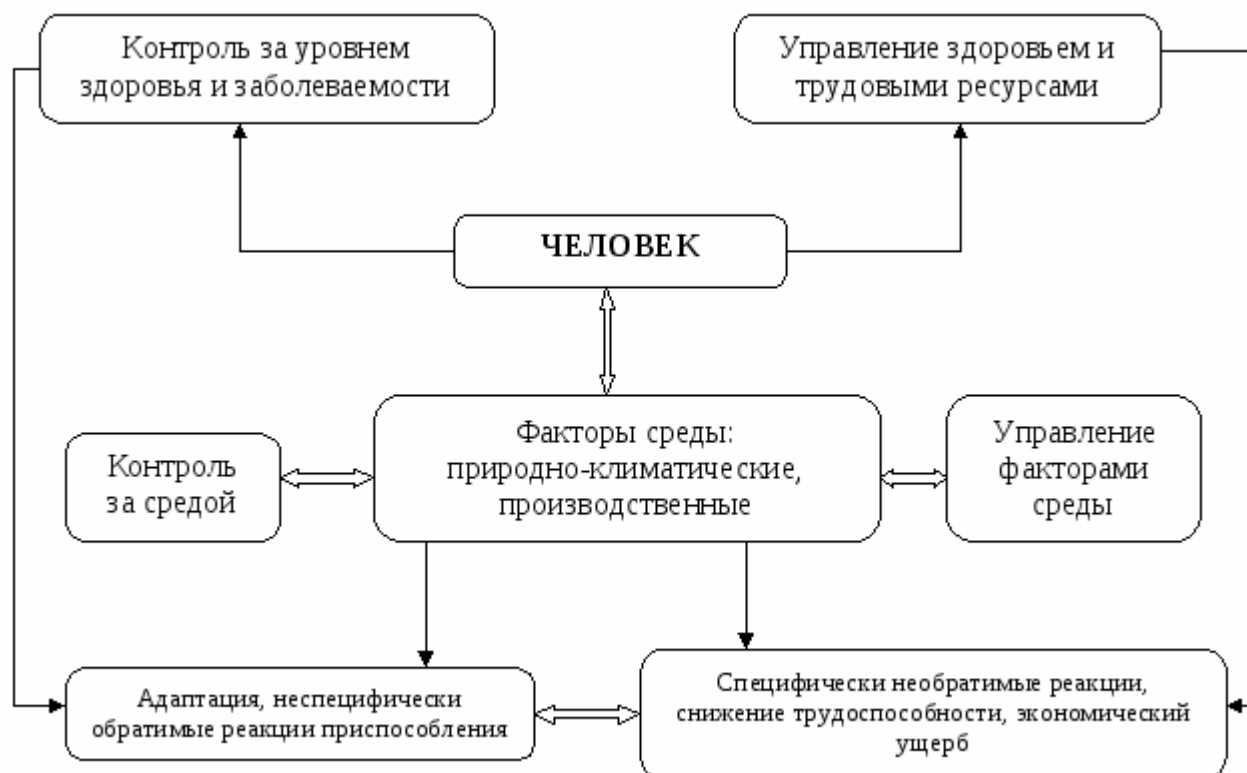 Контроль за уровнем
здоровья и заболеваемости
Управление здоровьем и
трудовыми ресурсами
ЧЕЛОВЕК
Контроль
за средой
Факторы среды:
природно-климатические,
производственные
Управление
факторами
среды
Адаптация, неспецифически
обратимые реакции приспособления
Специфически необратимые реакции,
снижение трудоспособности, экономический
ущерб